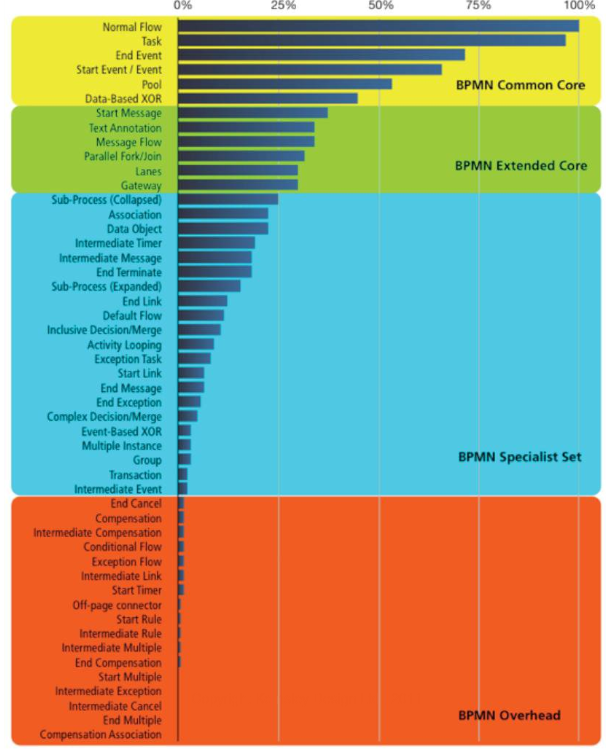 0% 25% 50% 75% 100%
Normal Flow
Task
End Event
Start Event / Event
Pool
Data-Based XOR
BPMN Common Core
Start Message
Text Annotation
Message Flow
Parallel Fork/Join
Lanes
Gateway
BPMN Extended Core
Sub-Process (Collapsed)
Association
Data Object
Intermediate Timer
Intermediate Message
End Terminate
Sub-Process (Expanded)
End Link
Default Flow
Inclusive Decision/Merge
Activity Looping
Exception Task
Start Link
End Message
End Exception
Complex Decision/Merge
Event-Based XOR
Multiple Instance
Group
Transaction
Intermediate Event
BPMN Specialist Set
End Cancel
Compensation
Intermediate Compensation
Conditional Flow
Exception Flow
Intermediate Link
Start Timer
Off-page connector
Start Rule
Intermediate Rule
Intermediate Multiple
End Compensation
Start Multiple
Intermediate Exception
Intermediate Cancel
End Multiple
Compensation Association
BPMN Overhead